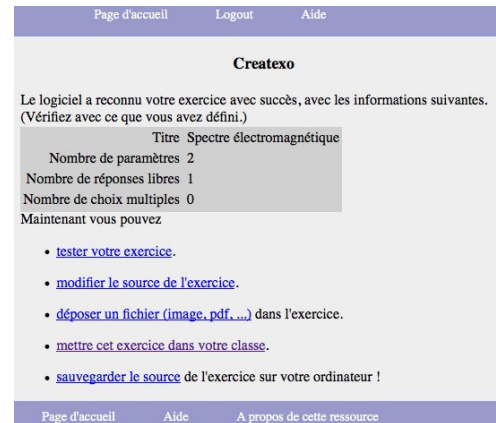 Page d'accueil Logout Aide
Createxo
Le logiciel a reconnu votre exercice avec succès, avec les informations suivantes.
(Vérifiez avec ce que vous avez défini.)
Titre Spectre électromagnétique
Nombre de paramètres 2
Nombre de réponses libres 1
Nombre de choix multiples 0
Maintenant vous pouvez
• tester votre exercice.
• modifier le source de l'exercice.
• déposer un fichier (image, pdf, ...) dans l'exercice.
• mettre cet exercice dans votre classe.
• sauvegarder le source de l'exercice sur votre ordinateur !
Page d'accueil Aide A propos de cette ressource